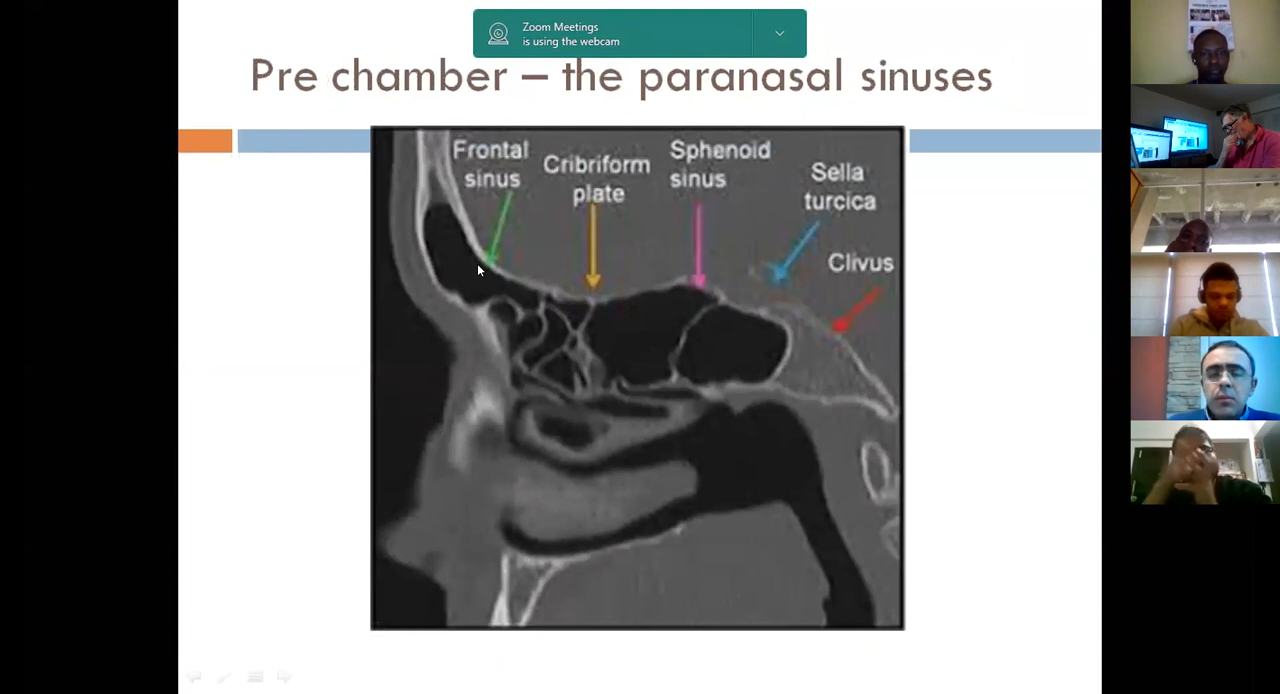 Zoom Meetings
is using the webcam
Pre chamber – the paranasal sinuses
Frontal
sinus
Cribriform
plate
Sphenoid
sinus
Sella
turcica
Clivus